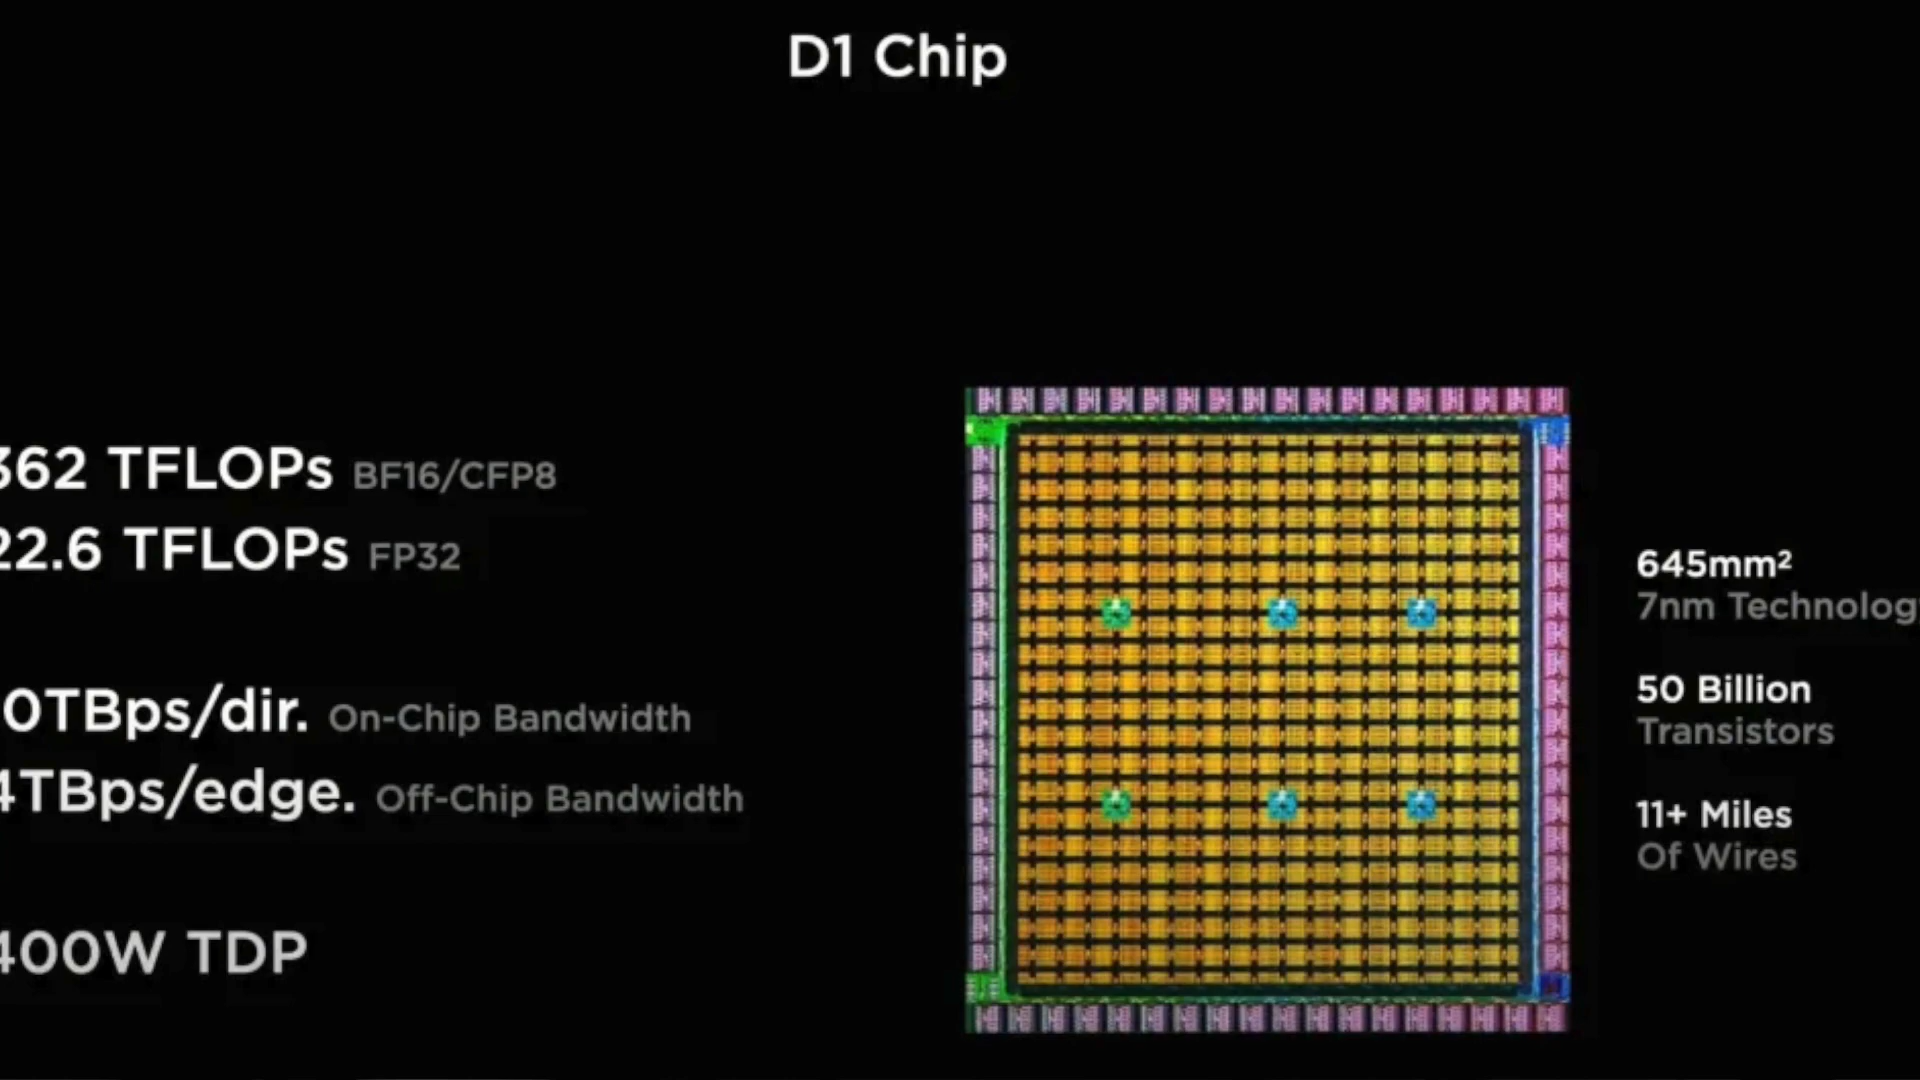 D1 Chip
362 TFLOPs BF16/CFP8
22.6 TFLOPs FP32
0TBps/dir. On-Chip Bandwidth
4TBps/edge. Off-Chip Bandwidth
400W TDP
645mm²
7nm Technolog
50 Billion
Transistors
11+ Miles
Of Wires